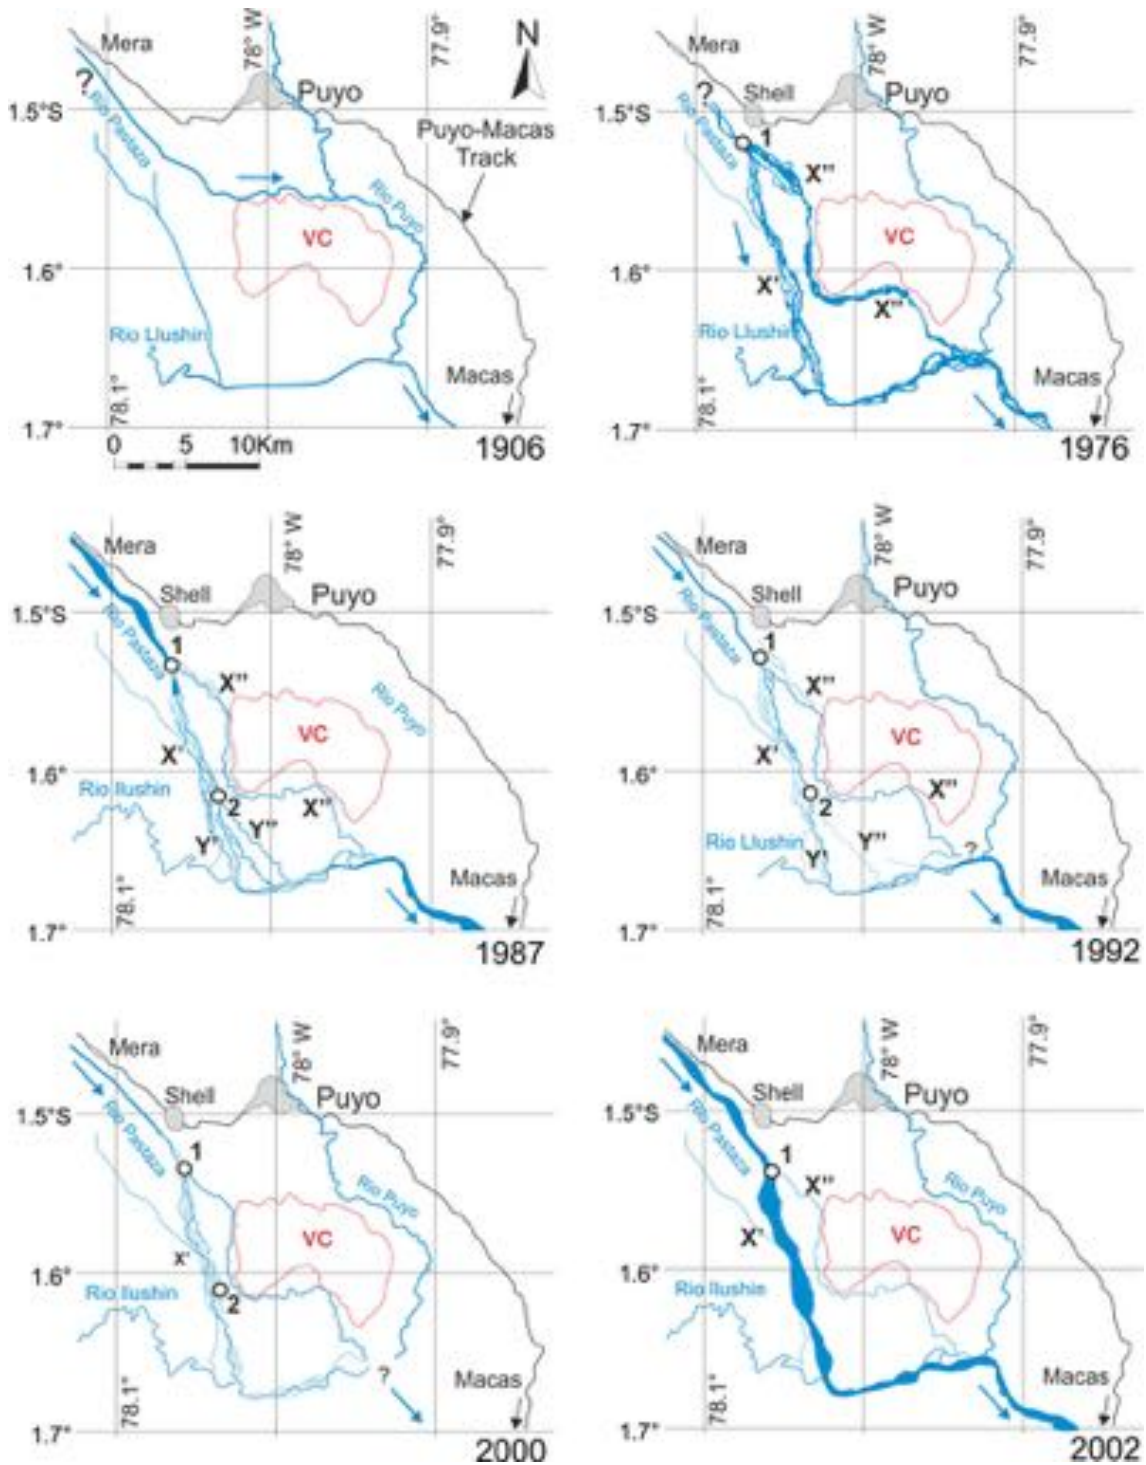 Mera
78° W
77.9°
N
?
Rio Pastaza
Puyo
1.5°S
Puyo-Macas
Track
Rio Puyo
VC
1.6°
Rio Llushin
Macas
78.1°
1.7°
0 5 10Km
1906
Mera
78° W
77.9°
?
Shell
Puyo
1.5°S
Rio Pastaza
1
X"
VC
1.6°
X'
X"
Rio Llushin
Macas
78.1°
1.7°
1976
Mera
78° W
77.9°
Shell
Puyo
1.5°S
Rio Pastaza
1
X"
Rio Puyo
VC
X'
1.6°
Rio llushin
2
X"
Y"
Y'
Macas
78.1°
1.7°
1987
Mera
78° W
77.9°
Shell
Puyo
1.5°S
Rio Pastaza
1
X"
VC
X'
1.6°
2
X"
Rio Llushin
Y"
Y'
?
Macas
78.1°
1.7°
1992
Mera
78° W
77.9°
Shell
Puyo
1.5°S
Rio Pastaza
1
Rio Puyo
VC
X'
1.6°
Rio llushin
2
?
Macas
78.1°
1.7°
2000
Mera
78° W
77.9°
Shell
Puyo
1.5°S
Rio Pastaza
1
X"
Rio Puyo
X'
VC
1.6°
Rio llushin
Macas
78.1°
1.7°
2002